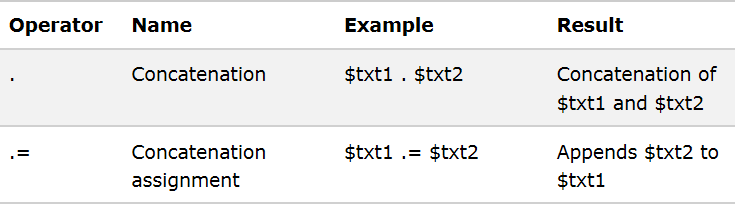 Operator Name Example Result
. Concatenation $txt1 . $txt2 Concatenation of
$txt1 and $txt2
.= Concatenation $txt1 .= $txt2 Appends $txt2 to
assignment $txt1